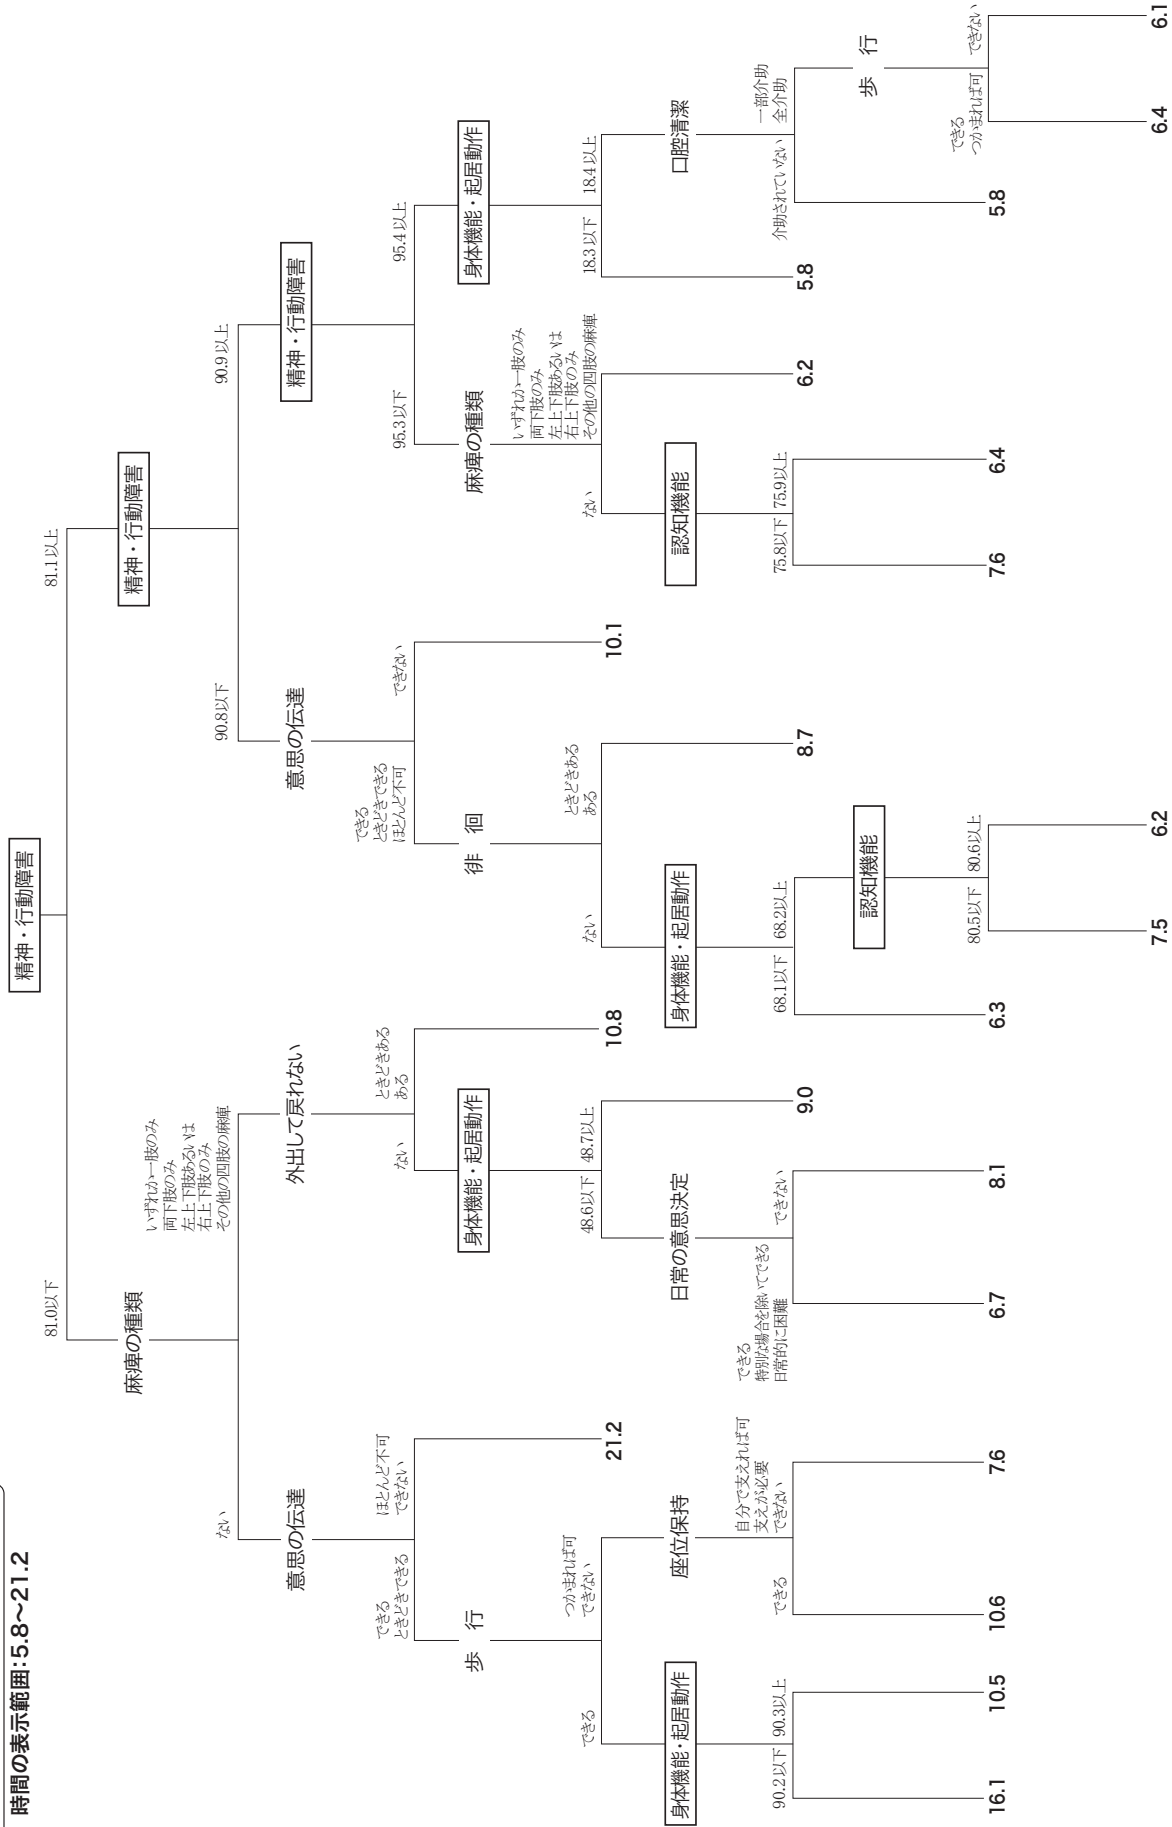 時間の表示範囲:5.8〜21.2
精神・行動障害
81.0以下
81.1以上
麻痺の種類
精神・行動障害
ない
いずれか一肢のみ
両下肢のみ
左上下肢あるいは
右上下肢のみ
その他の四肢の麻痺
90.8以下
90.9以上
意思の伝達
外出して戻れない
意思の伝達
精神・行動障害
できる
ときどきできる
ほとんど不可
できない
ない
ときどきある
ある
できる
ときどきできる
ほとんど不可
できない
95.3以下
95.4以上
歩 行
身体機能・起居動作
徘 徊
麻痺の種類
身体機能・起居動作
できる
つかまれば可
できない
21.2
48.6以下
48.7以上
10.8
ない
ときどきある
ある
10.1
ない
いずれか一肢のみ
両下肢のみ
左上下肢あるいは
右上下肢のみ
その他の四肢の麻痺
18.3以下
18.4以上
身体機能・起居動作
座位保持
日常の意思決定
身体機能・起居動作
認知機能
口腔清潔
90.2以下
90.3以上
できる
自分で支えれば可
支えが必要
できない
できる
特別な場合を除いてできる
日常的に困難
できない
9.0
68.1以下
68.2以上
8.7
75.8以下
75.9以上
6.2
5.8
介助されていない
一部介助
全介助
認知機能
歩 行
16.1
10.5
10.6
7.6
6.7
8.1
6.3
80.5以下
80.6以上
7.6
6.4
5.8
できる
つかまれば可
できない
7.5
6.2
6.4
6.1